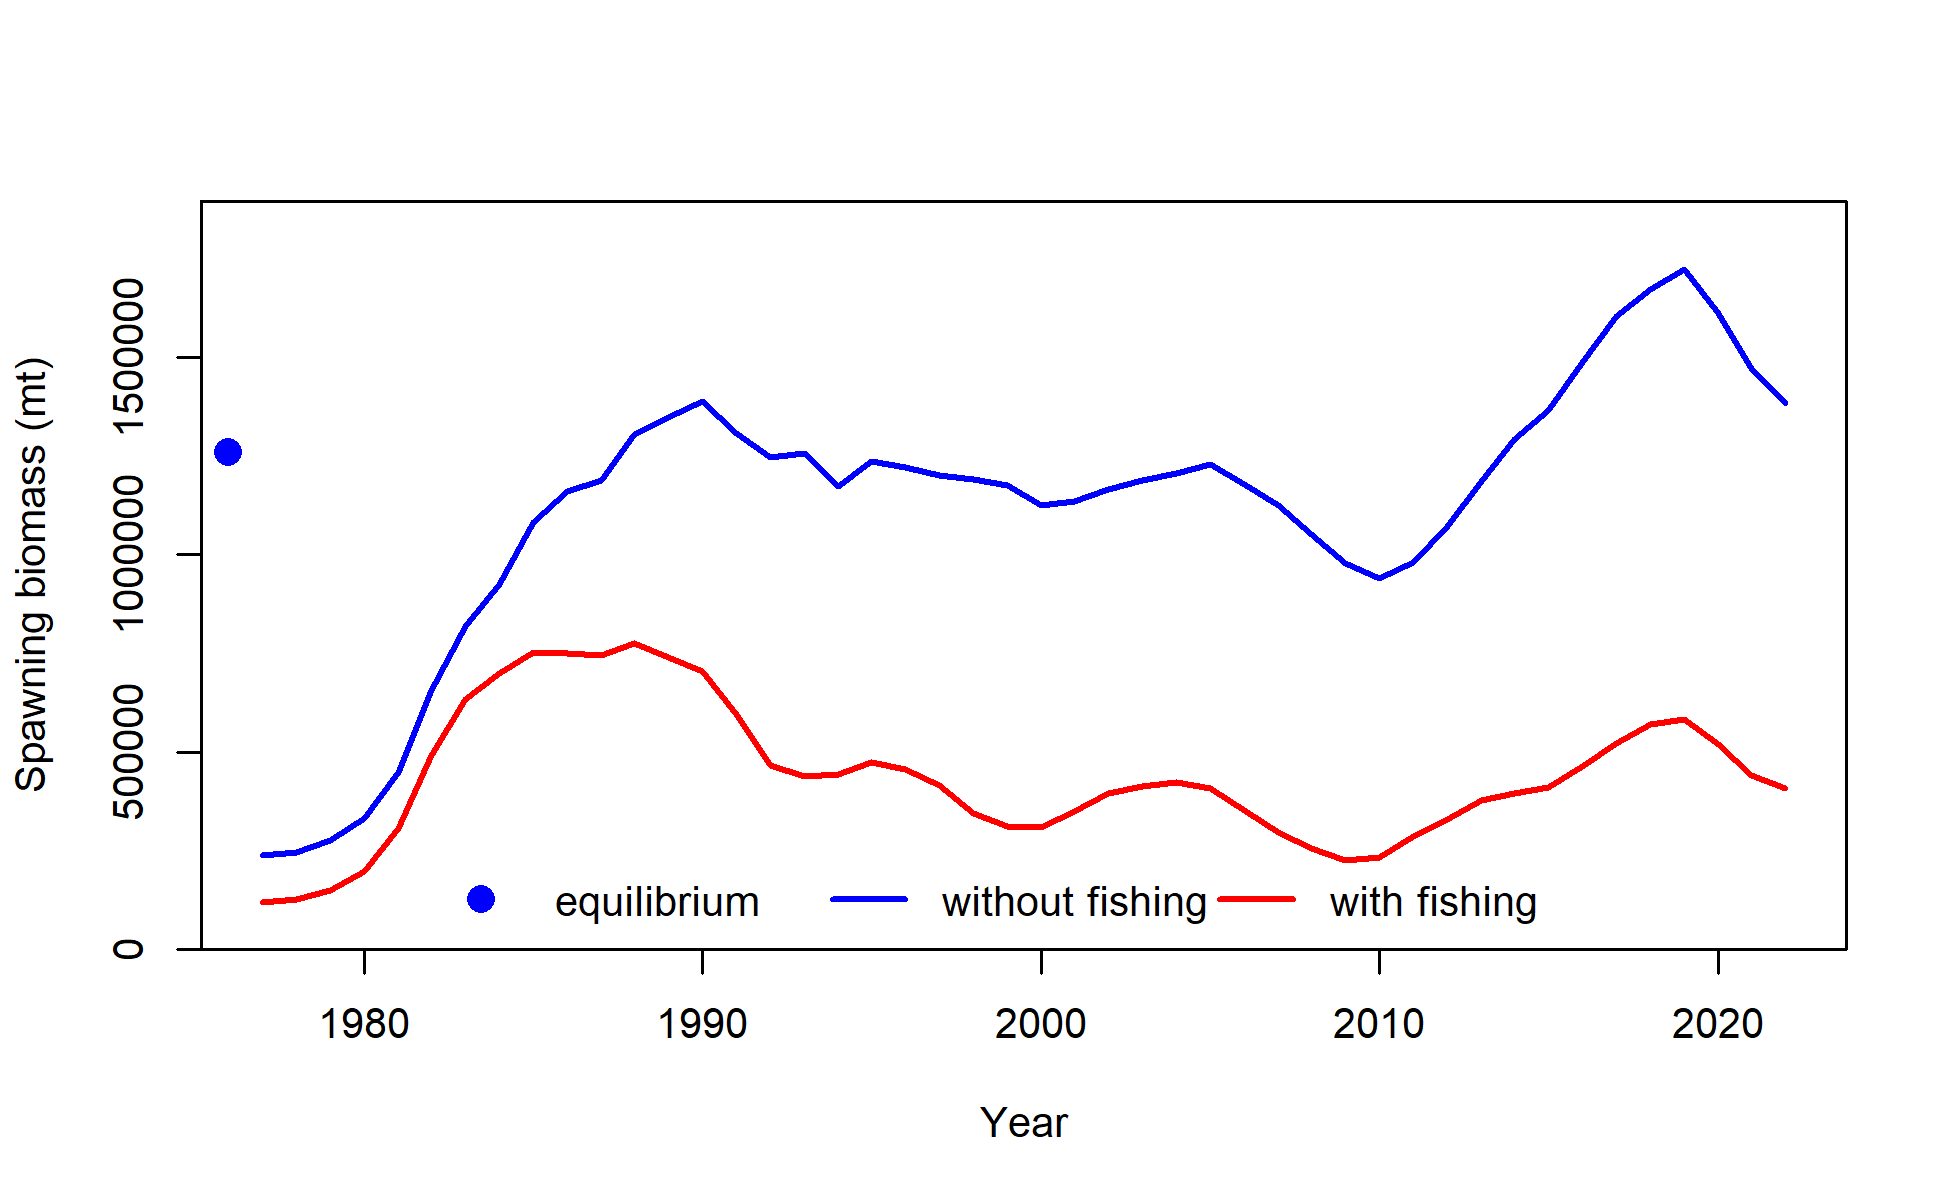 Spawning biomass (mt)
1500000
1000000
500000
0
equilibrium without fishing with fishing
1980 1990 2000 2010 2020
Year